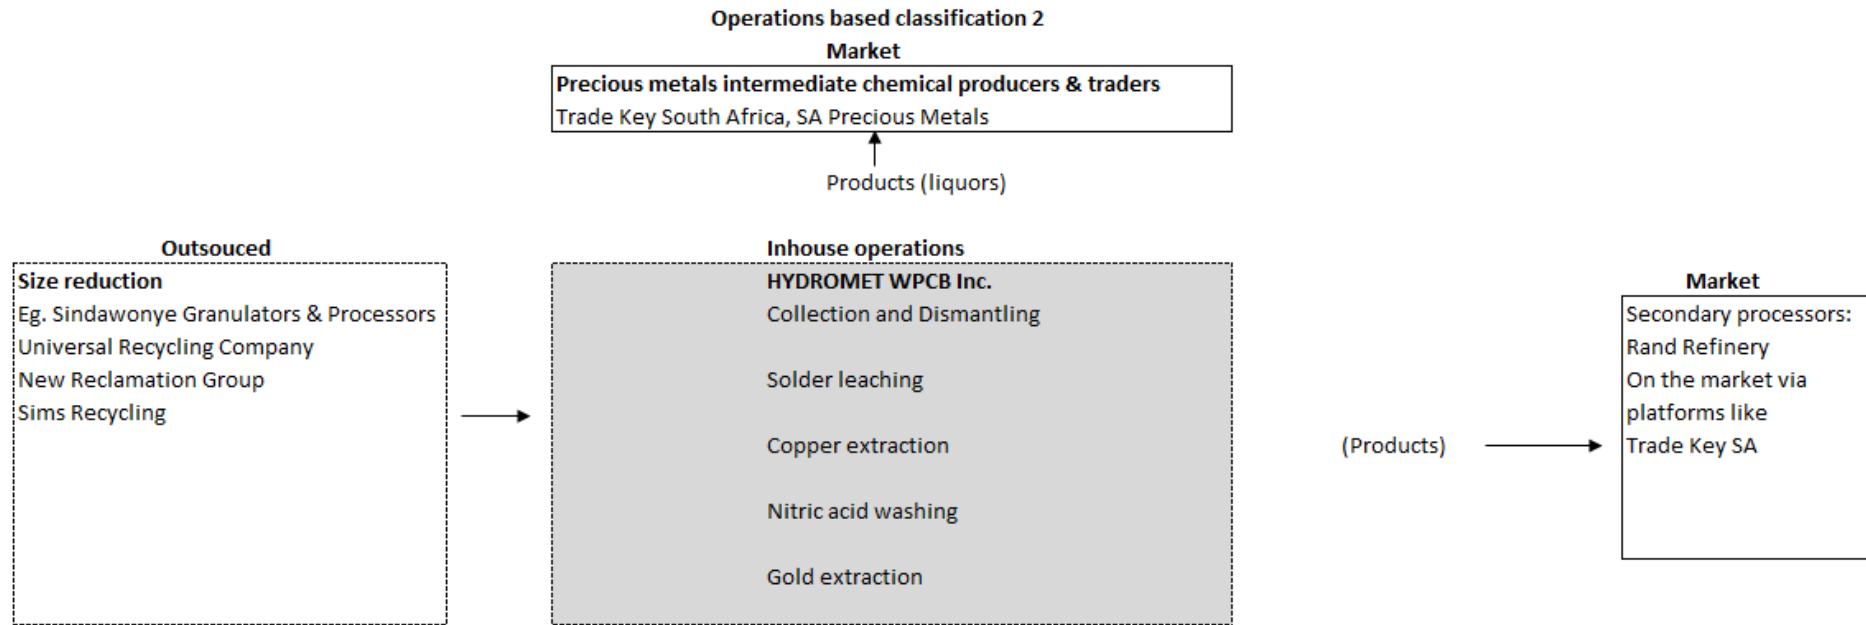 Operations based classification 2
Market
Precious metals intermediate chemical producers & traders
Trade Key South Africa, SA Precious Metals
Products (liquors)
Outsouced
Size reduction
Eg. Sindawonye Granulators & Processors
Universal Recycling Company
New Reclamation Group
Sims Recycling
Inhouse operations
HYDROMET WPCB Inc.
Collection and Dismantling
Solder leaching
Copper extraction
Nitric acid washing
Gold extraction
(Products)
Market
Secondary processors:
Rand Refinery
On the market via
platforms like
Trade Key SA